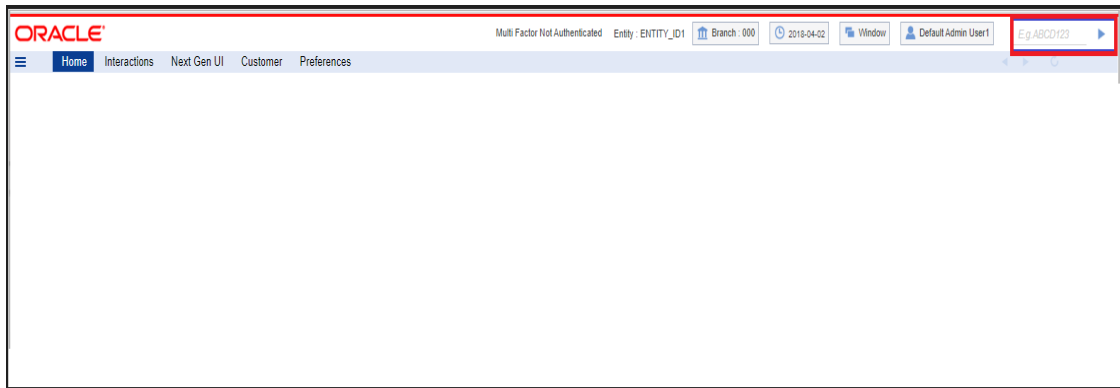 ORACLE
Multi Factor Not Authenticated Entity : ENTITY_ID1 Branch : 000 2018-04-02 Window Default Admin User1 E.g.ABCD123
Home Interactions Next Gen UI Customer Preferences